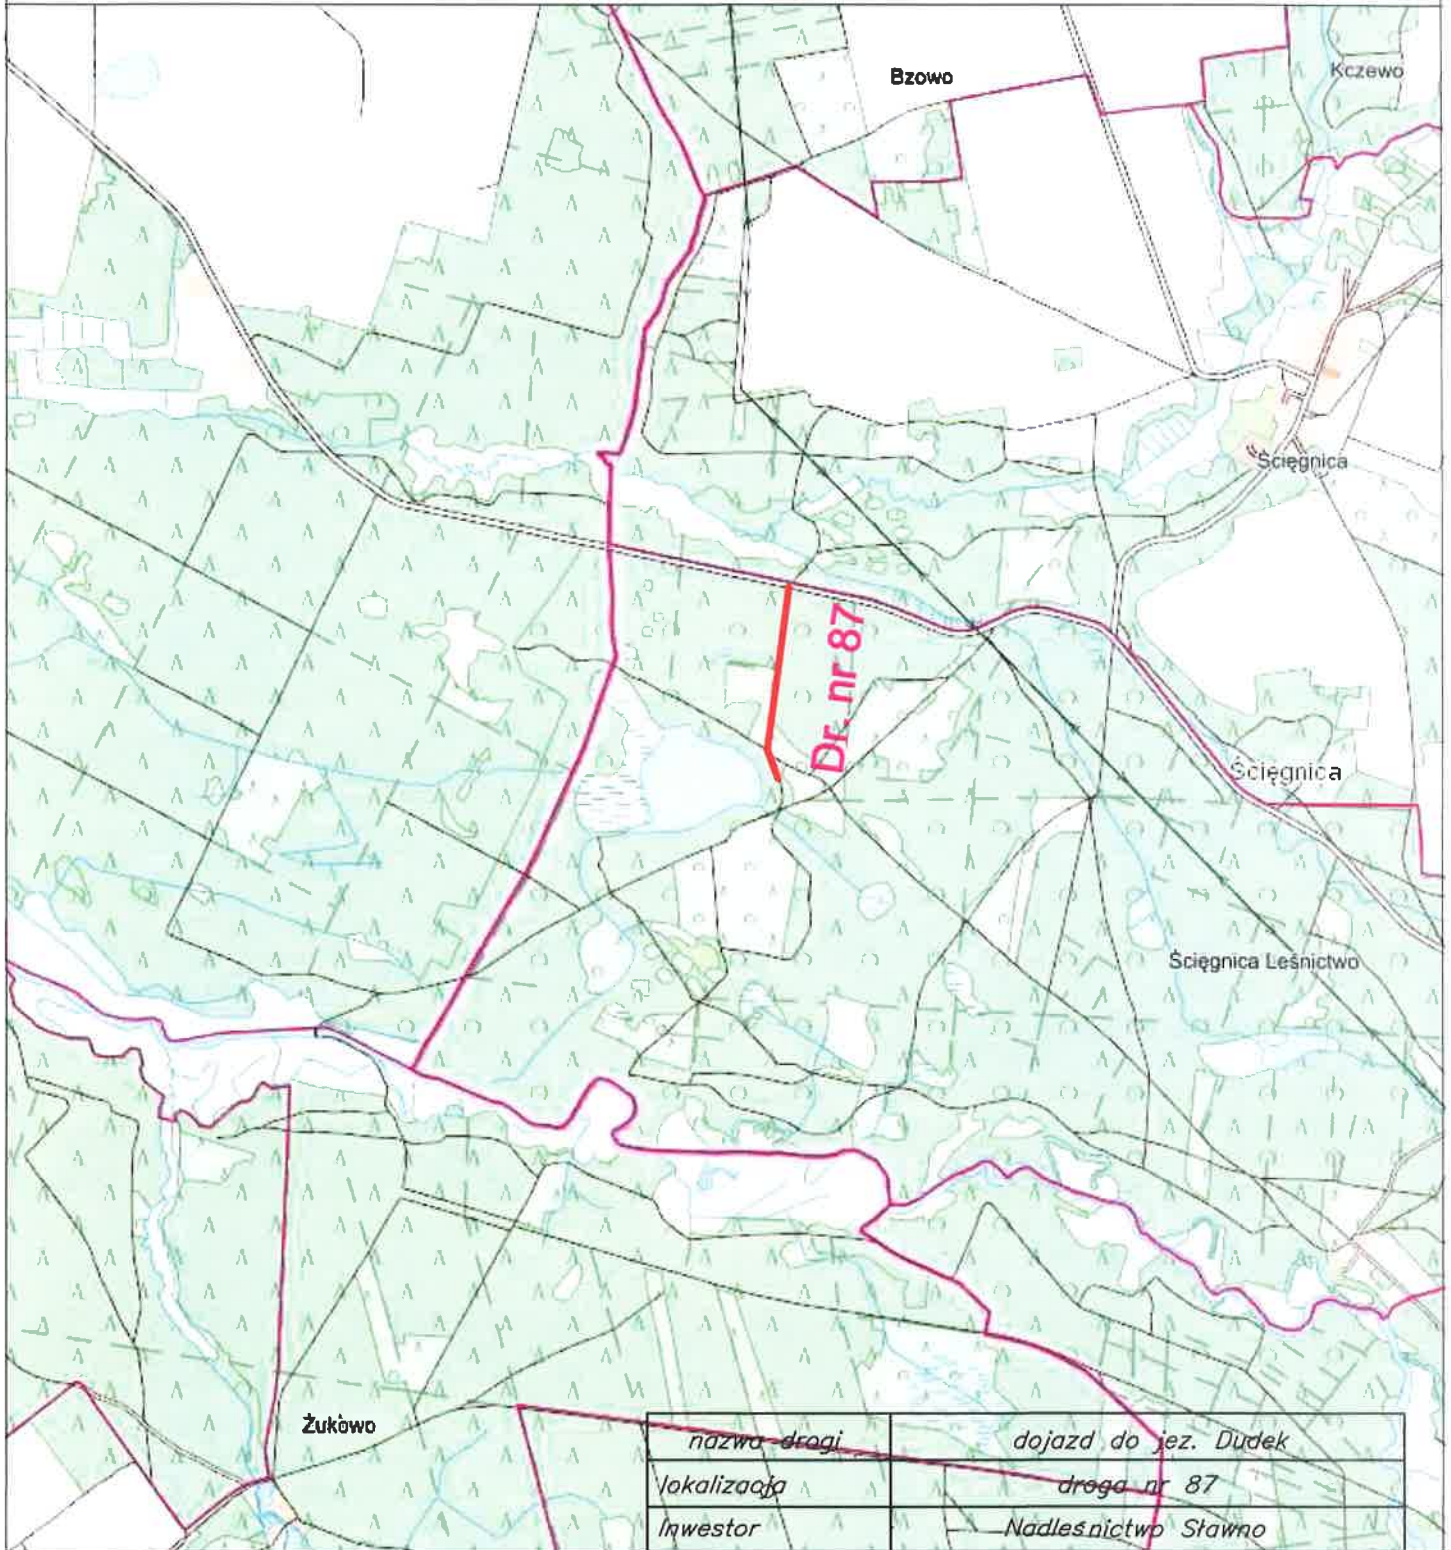 Bzowo
Kczewo
Ścięgnica
Dr. nr 87
Ścięgnica
Ścięgnica Leśnictwo
Żukowo
nazwa drogi dojazd do jez. Dudek
lokalizacja droga nr 87
Inwestor Nadleśnictwo Sławno